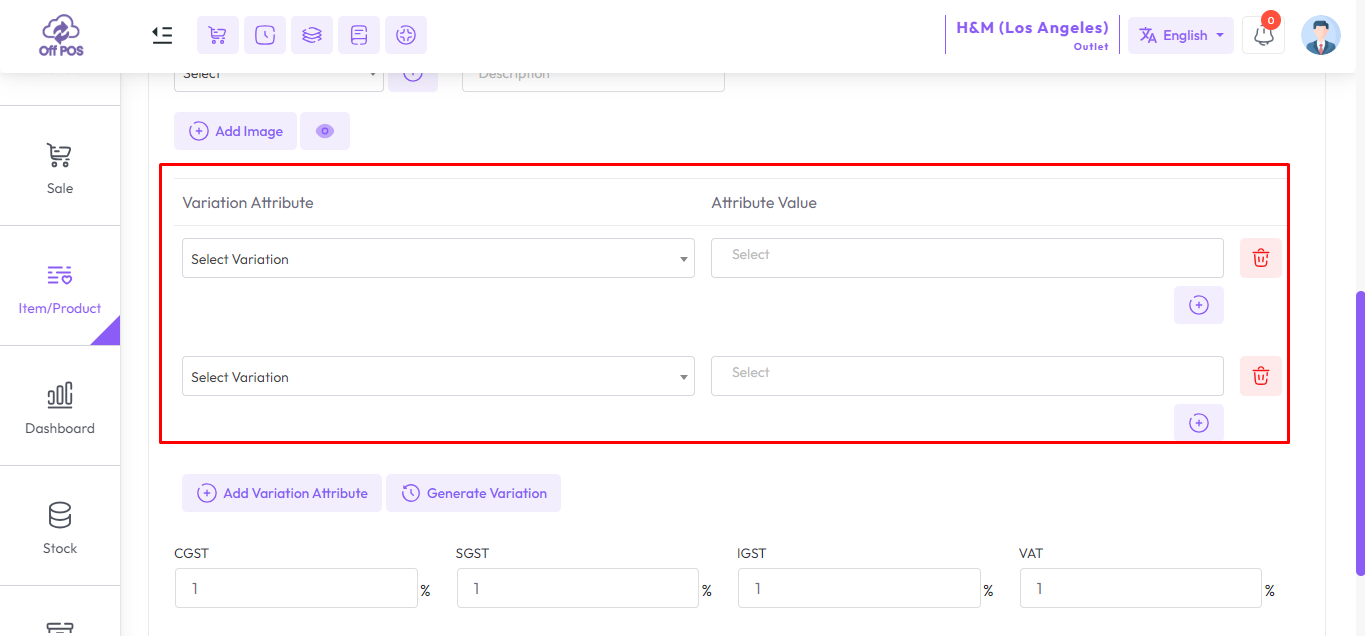 Off POS
H&M (Los Angeles)
Outlet
English
0
Select
Description
Add Image
Sale
Item/Product
Dashboard
Stock
Variation Attribute
Attribute Value
Select Variation
Select
Select Variation
Select
Add Variation Attribute
Generate Variation
CGST
SGST
IGST
VAT
1 %
1 %
1 %
1 %